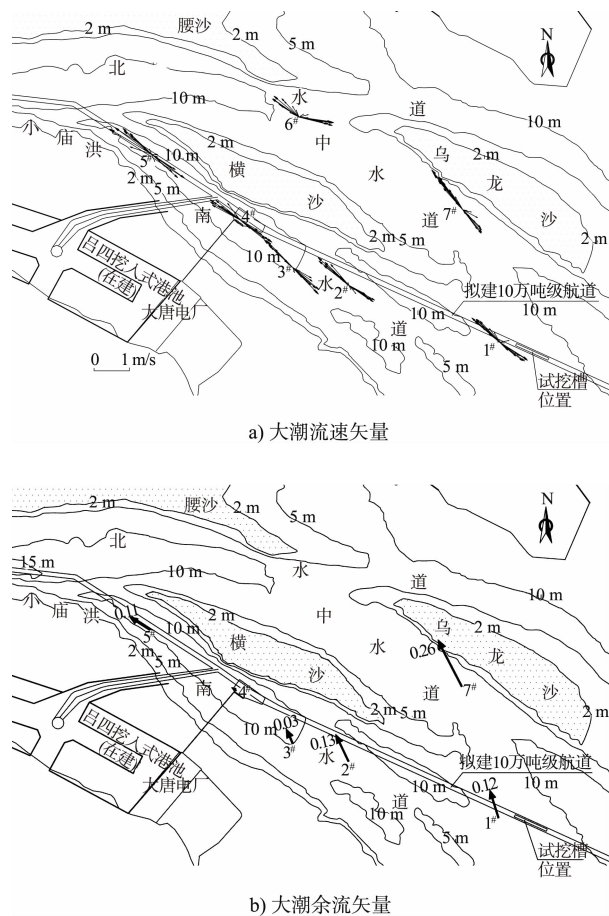 2 m
腰沙
2 m
5 m
N
北
水
10 m
6#
道
10 m
小庙洪
5#
10 m
2 m
5 m
横
沙
中
水
道
乌
龙
沙
2 m
7#
2 m
南
4#
2 m
5 m
10 m
3#
水
2#
道
吕四挖入式港池
(在建)
大唐电厂
拟建10万吨级航道
10 m
10 m
10 m
1#
5 m
试挖槽
位置
0 1 m/s
a) 大潮流速矢量
2 m
腰沙
2 m
5 m
N
15 m
北
水
10 m
道
10 m
小庙洪
0.11
5#
10 m
2 m
5 m
2 m
横
沙
中
水
道
乌
龙
沙
2 m
0.26
7#
2 m
南
4#
2 m
5 m
10 m
0.03
3#
0.13
水
2#
道
吕四挖入式港池
(在建)
大唐电厂
拟建10万吨级航道
10 m
10 m
0.12
10 m
1#
5 m
试挖槽
位置
b) 大潮余流矢量